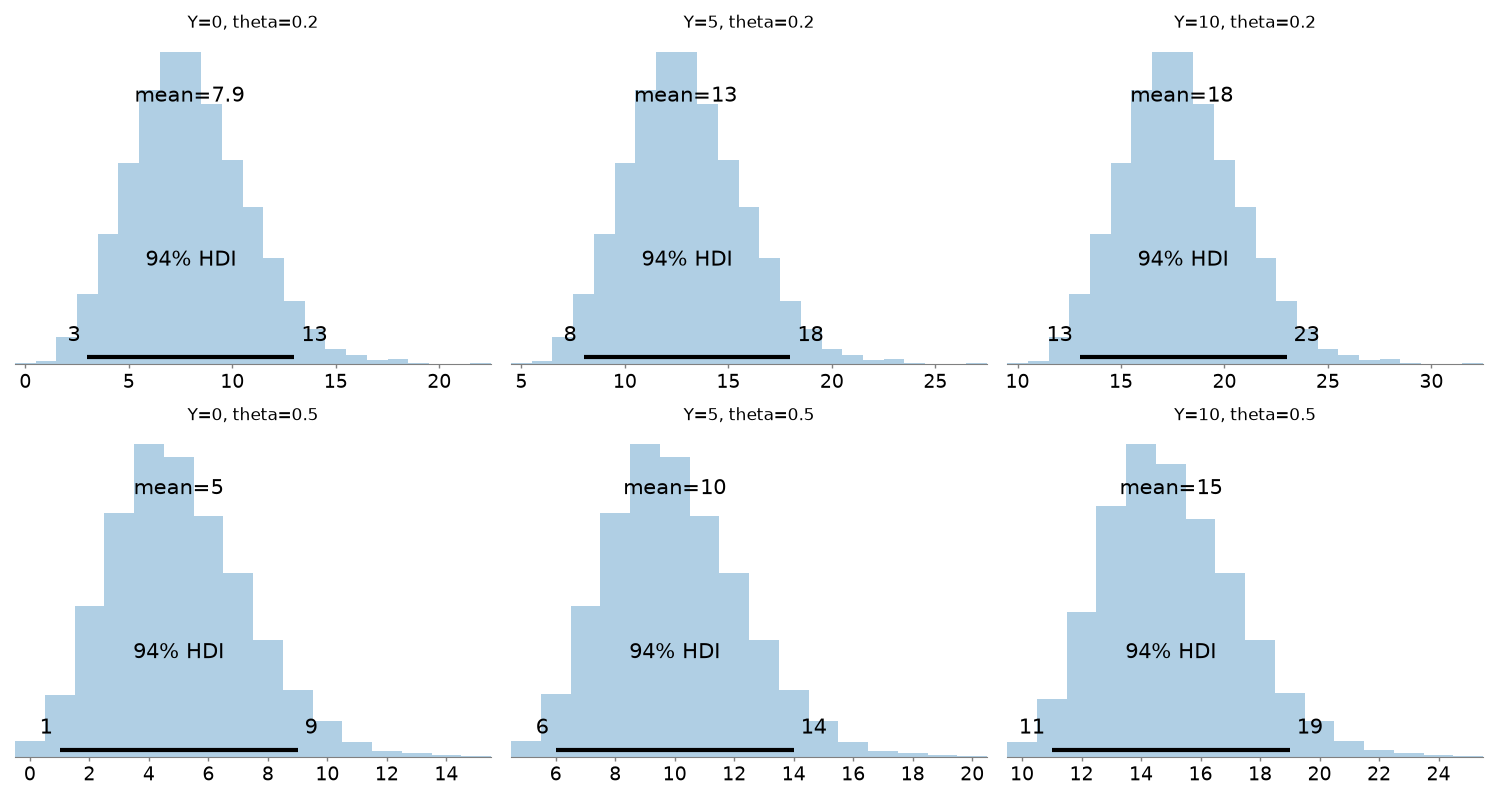 Y=0, theta=0.2
mean=7.9
94% HDI
3
13
0 5 10 15 20
Y=5, theta=0.2
mean=13
94% HDI
8
18
5 10 15 20 25
Y=10, theta=0.2
mean=18
94% HDI
13
23
10 15 20 25 30
Y=0, theta=0.5
mean=5
94% HDI
1
9
0 2 4 6 8 10 12 14
Y=5, theta=0.5
mean=10
94% HDI
6
14
6 8 10 12 14 16 18 20
Y=10, theta=0.5
mean=15
94% HDI
11
19
10 12 14 16 18 20 22 24